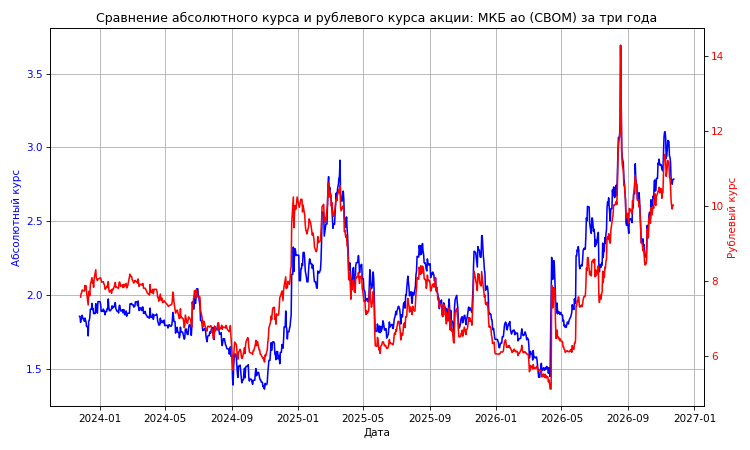 Сравнение абсолютного курса и рублевого курса акции: МКБ ао (CBOM) за три года
Абсолютный курс
3.5
3.0
2.5
2.0
1.5
14
12
10
8
6
Рублевый курс
2024-01 2024-05 2024-09 2025-01 2025-05 2025-09 2026-01 2026-05 2026-09 2027-01
Дата